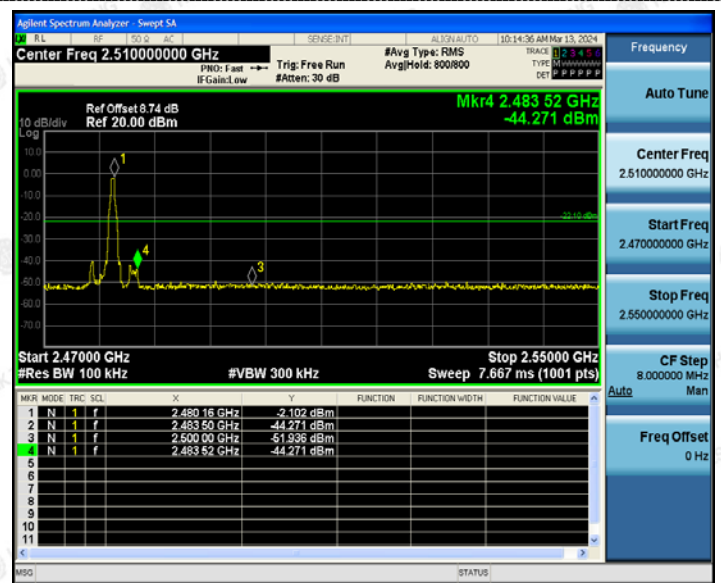 Agilent Spectrum Analyzer - Swept SA
RL RF 50 Ω AC SENSE:INT ALIGNAUTO 10:14:36 AM Mar 13, 2024
Center Freq 2.510000000 GHz
PNO: Fast
IFGain:Low
Trig: Free Run
#Atten: 30 dB
#Avg Type: RMS
Avg|Hold: 800/800
TRACE 1 2 3 4 5 6
TYPE M
DET P P P P P P
Ref Offset 8.74 dB
10 dB/div Ref 20.00 dBm
Log
Mkr4 2.483 52 GHz
-44.271 dBm
10.0
0.00
-10.0
-20.0
-30.0
-40.0
-50.0
-60.0
-70.0
1
4
3
-22.10 dBm
Start 2.47000 GHz Stop 2.55000 GHz
#Res BW 100 kHz #VBW 300 kHz Sweep 7.667 ms (1001 pts)
MKR MODE TRC SCL X Y FUNCTION FUNCTION WIDTH FUNCTION VALUE
1 N 1 f 2.480 16 GHz -2.102 dBm
2 N 1 f 2.483 50 GHz -44.271 dBm
3 N 1 f 2.500 00 GHz -51.936 dBm
4 N 1 f 2.483 52 GHz -44.271 dBm
5
6
7
8
9
10
11
MSG STATUS
Frequency
Auto Tune
Center Freq
2.510000000 GHz
Start Freq
2.470000000 GHz
Stop Freq
2.550000000 GHz
CF Step
8.000000 MHz
Auto Man
Freq Offset
0 Hz